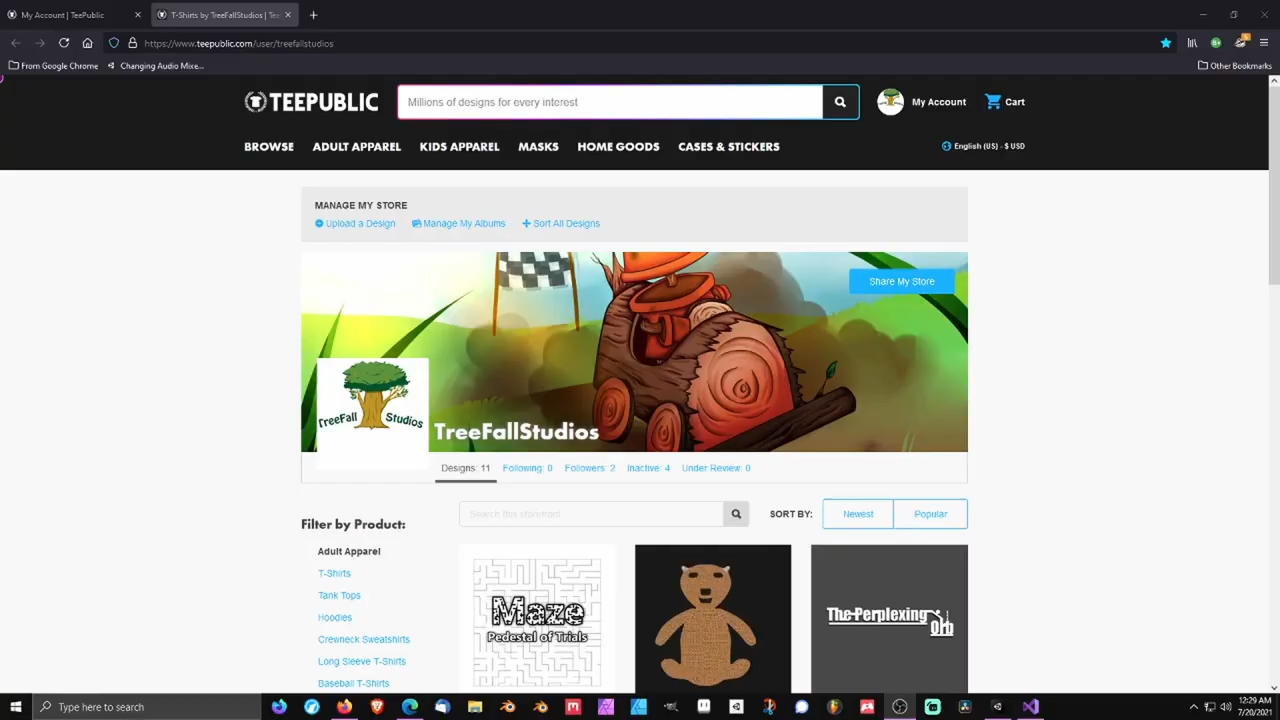 My Account | TeePublic
T-Shirts by TreeFallStudios | Tee
https://www.teepublic.com/user/treefallstudios
From Google Chrome
Changing Audio Mixe...
Other Bookmarks
TEEPUBLIC
Millions of designs for every interest
My Account
Cart
BROWSE
ADULT APPAREL
KIDS APPAREL
MASKS
HOME GOODS
CASES & STICKERS
English (US) - $ USD
MANAGE MY STORE
Upload a Design
Manage My Albums
Sort All Designs
Share My Store
TreeFall Studios
TreeFallStudios
Designs: 11
Following: 0
Followers: 2
Inactive: 4
Under Review: 0
Filter by Product:
Search this storefront
SORT BY:
Newest
Popular
Adult Apparel
T-Shirts
Tank Tops
Hoodies
Crewneck Sweatshirts
Long Sleeve T-Shirts
Baseball T-Shirts
Maze
Pedestal of Trials
The Perplexing
Orb
Type here to search
12:29 AM
7/20/2021